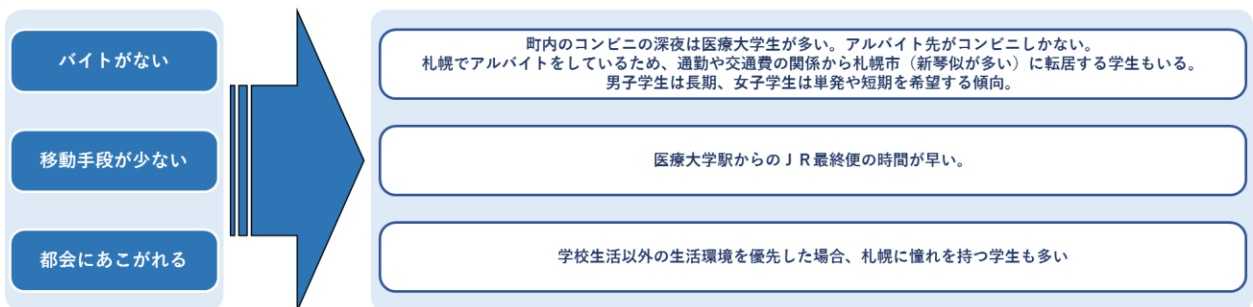 バイトがない
町内のコンビニの深夜は医療大学生が多い。アルバイト先がコンビニしかない。
札幌でアルバイトをしているため、通勤や交通費の関係から札幌市（新琴似が多い）に転居する学生もいる。
男子学生は長期、女子学生は単発や短期を希望する傾向。
移動手段が少ない
医療大学駅からのＪＲ最終便の時間が早い。
都会にあこがれる
学校生活以外の生活環境を優先した場合、札幌に憧れを持つ学生も多い